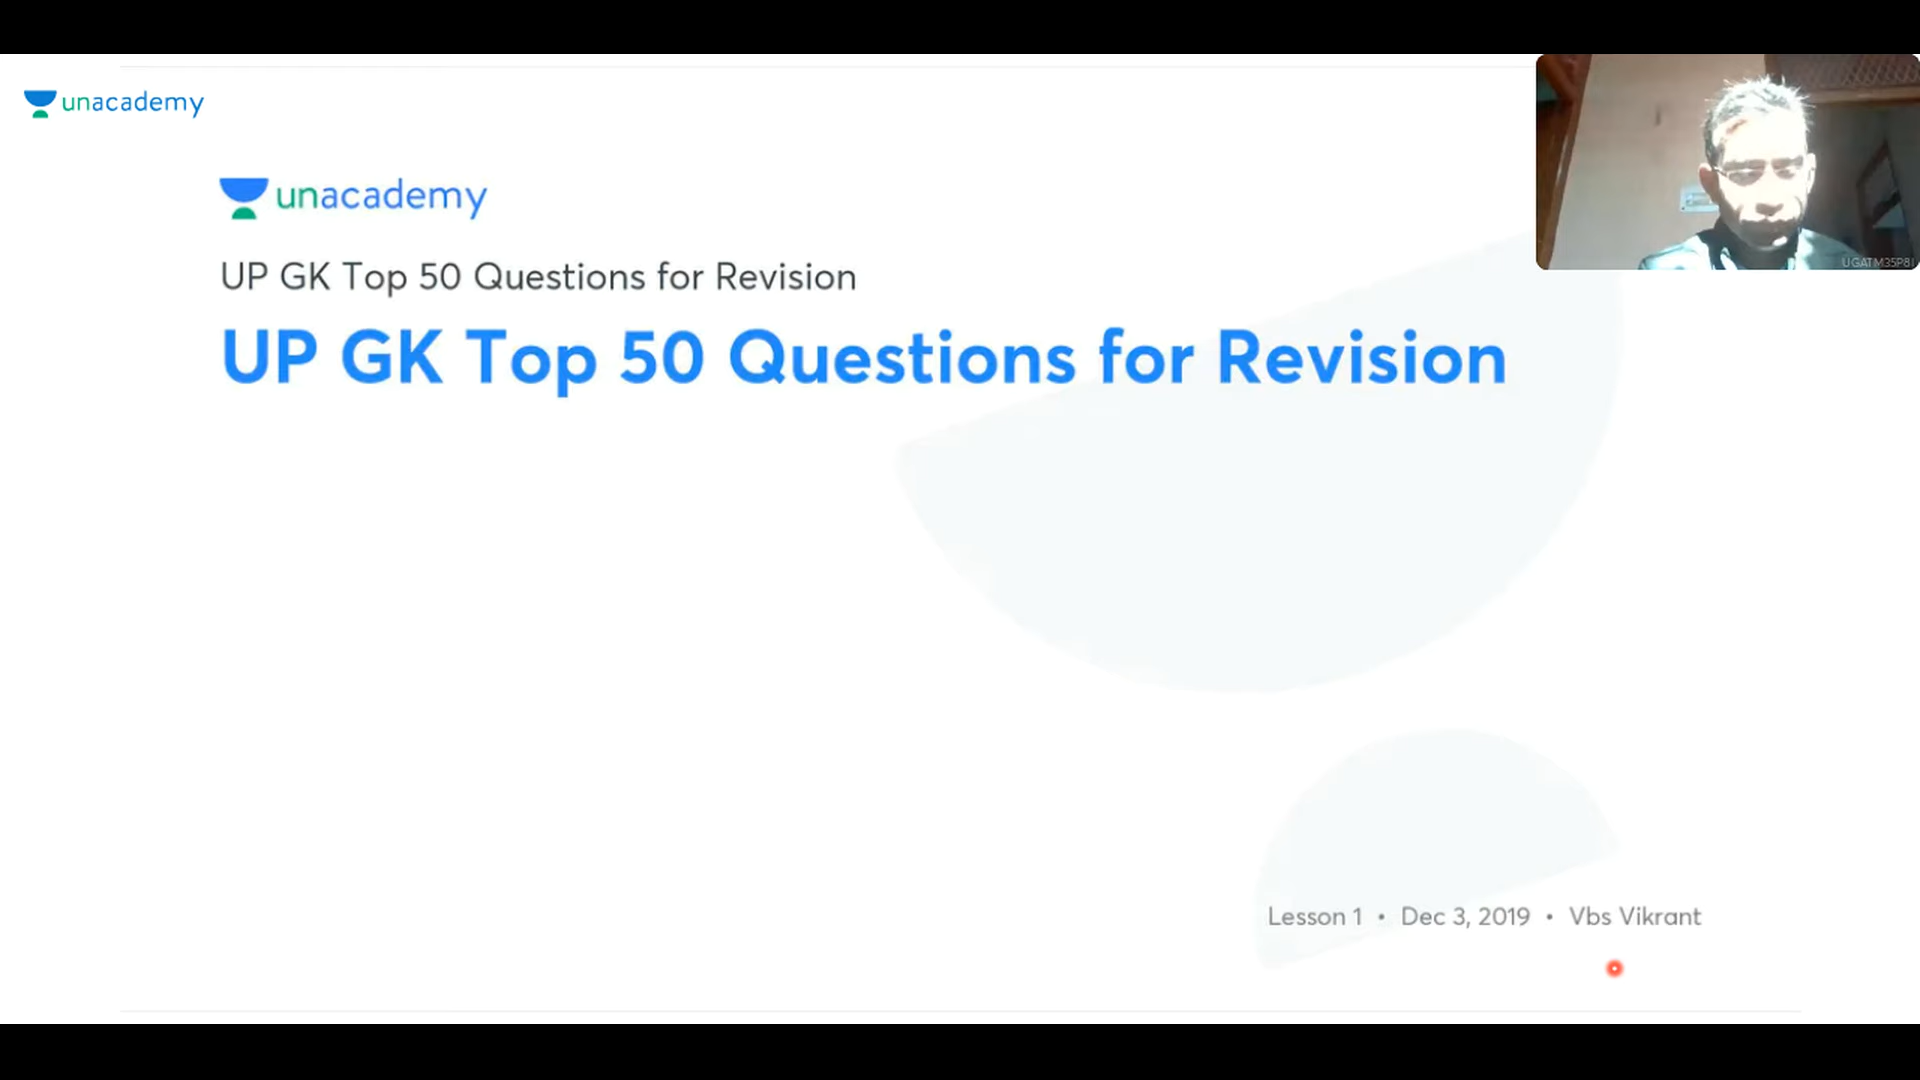 unacademy
unacademy
UP GK Top 50 Questions for Revision
UP GK Top 50 Questions for Revision
Lesson 1 • Dec 3, 2019 • Vbs Vikrant